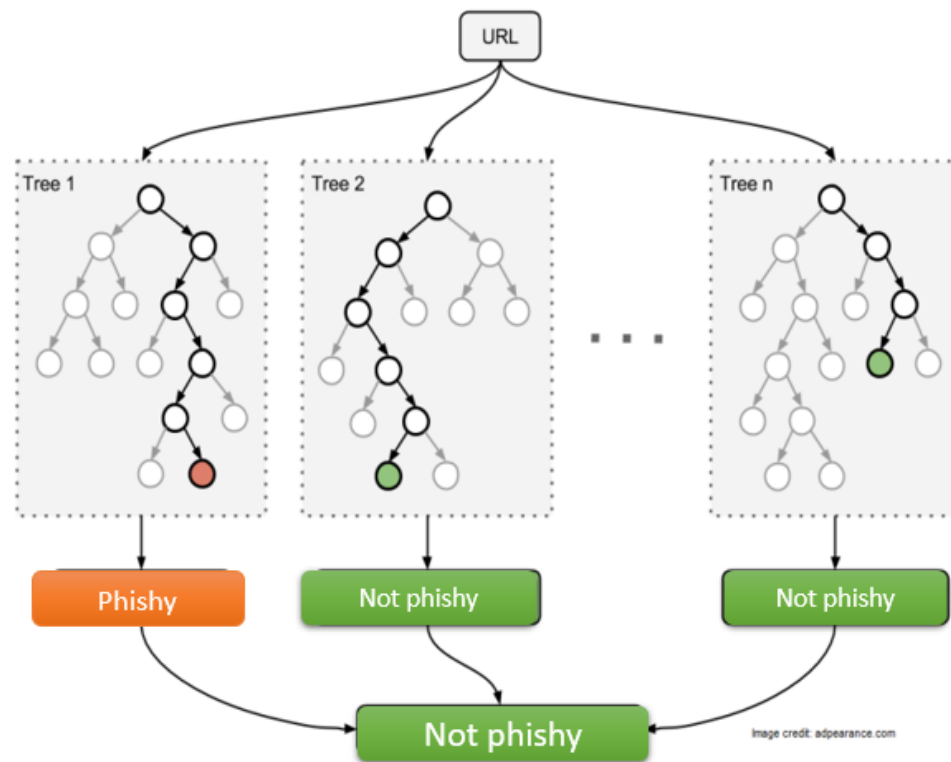 URL
Tree 1
Tree 2
Tree n
Phishy
Not phishy
Not phishy
Not phishy
Image credit: adpearance.com